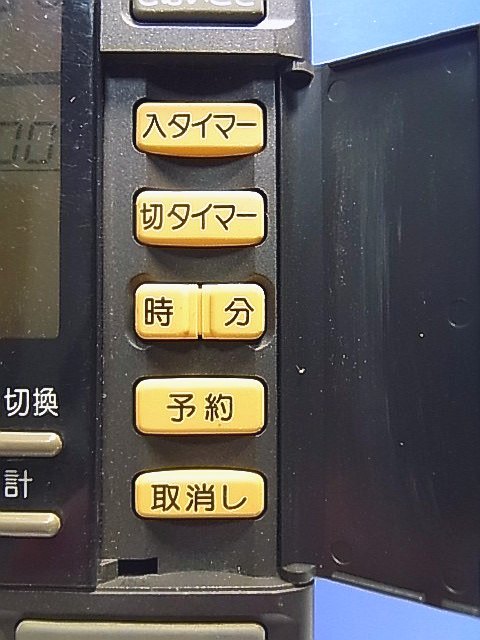 00
入タイマー
切タイマー
時 分
切換
予約
計
取消し